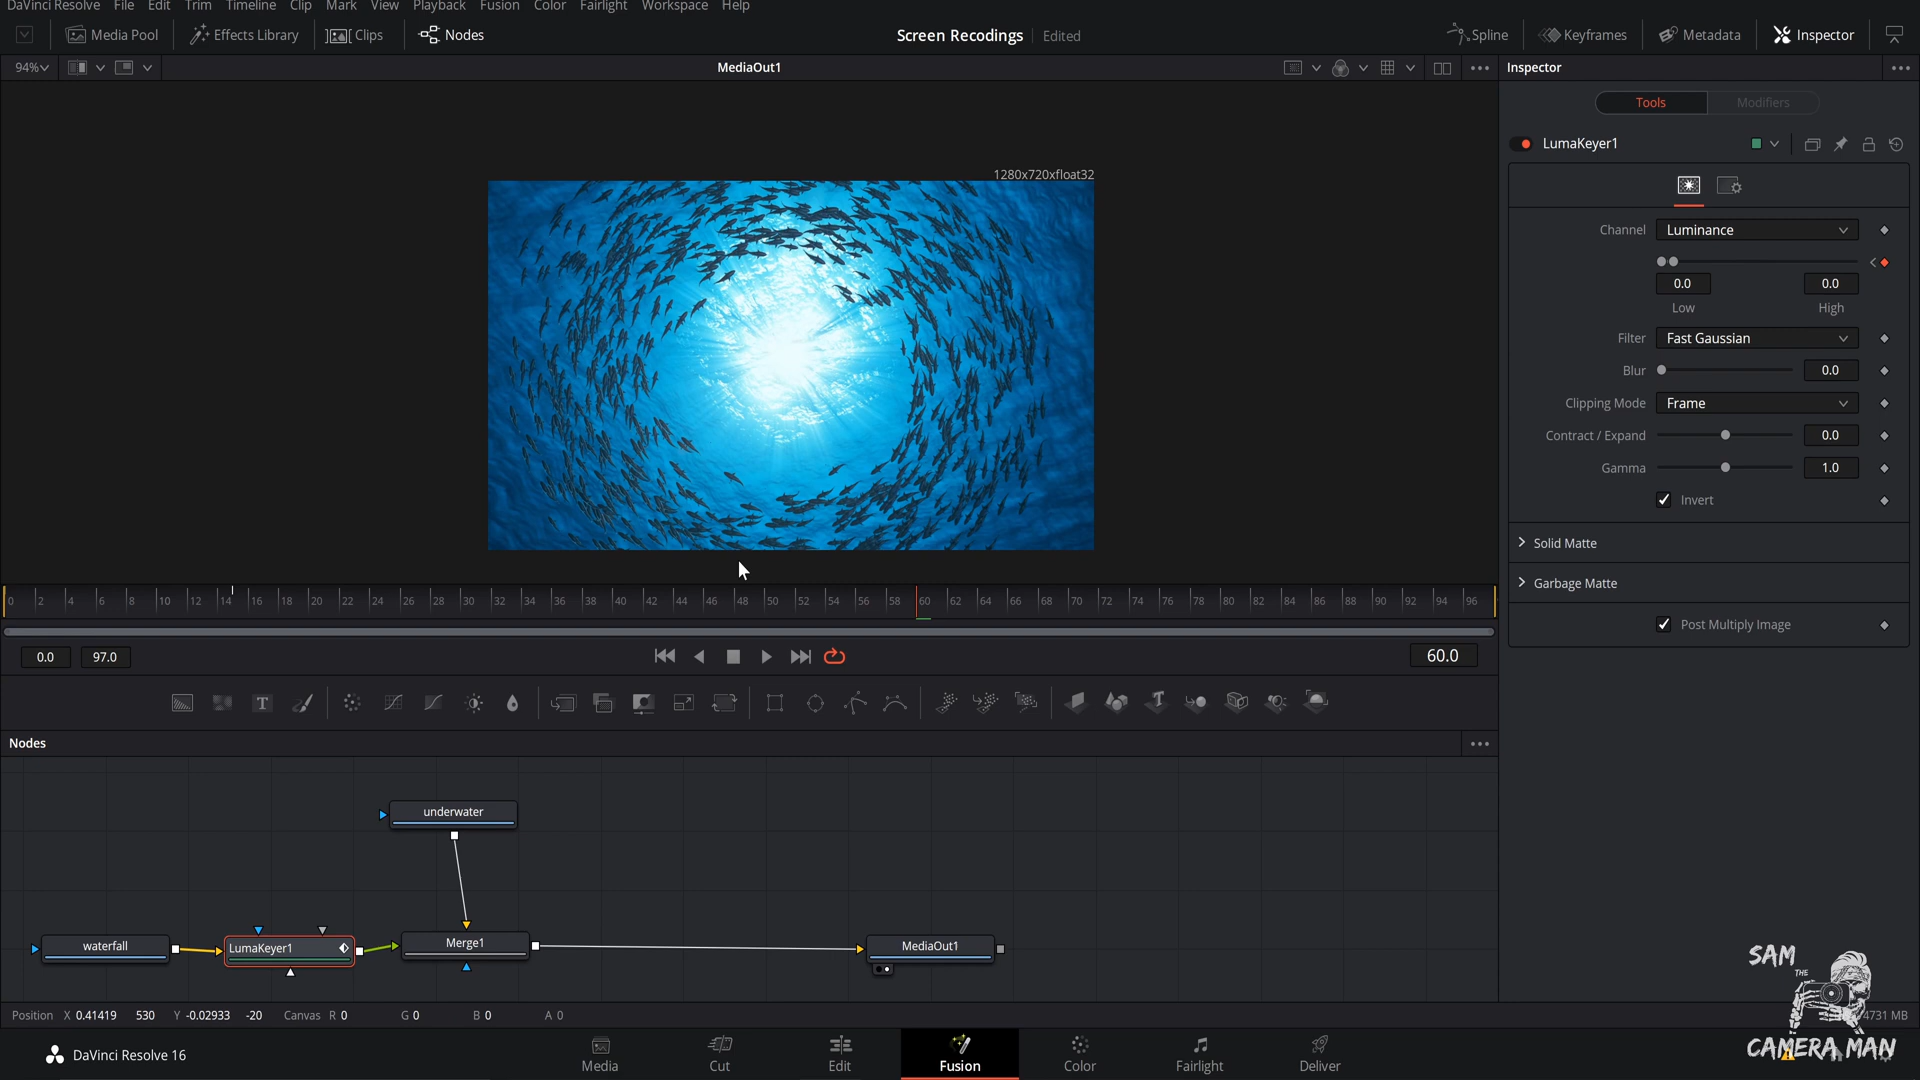 DaVinci Resolve File Edit Trim Timeline Clip Mark View Playback Fusion Color Fairlight Workspace Help
Media Pool Effects Library Clips Nodes Screen Recodings Edited Spline Keyframes Metadata Inspector
94% MediaOut1 Inspector
Tools Modifiers
LumaKeyer1
1280x720xfloat32
Channel Luminance
0.0 0.0
Low High
Filter Fast Gaussian
Blur 0.0
Clipping Mode Frame
Contract / Expand 0.0
Gamma 1.0
Invert
Solid Matte
Garbage Matte
Post Multiply Image
0 2 4 6 8 10 12 14 16 18 20 22 24 26 28 30 32 34 36 38 40 42 44 46 48 50 52 54 56 58 60 62 64 66 68 70 72 74 76 78 80 82 84 86 88 90 92 94 96
0.0 97.0 60.0
T T
Nodes
underwater
waterfall LumaKeyer1 Merge1 MediaOut1
Position X 0.41419 530 Y -0.02933 -20 Canvas R 0 G 0 B 0 A 0
4731 MB
SAM
THE
CAMERA MAN
DaVinci Resolve 16 Media Cut Edit Fusion Color Fairlight Deliver